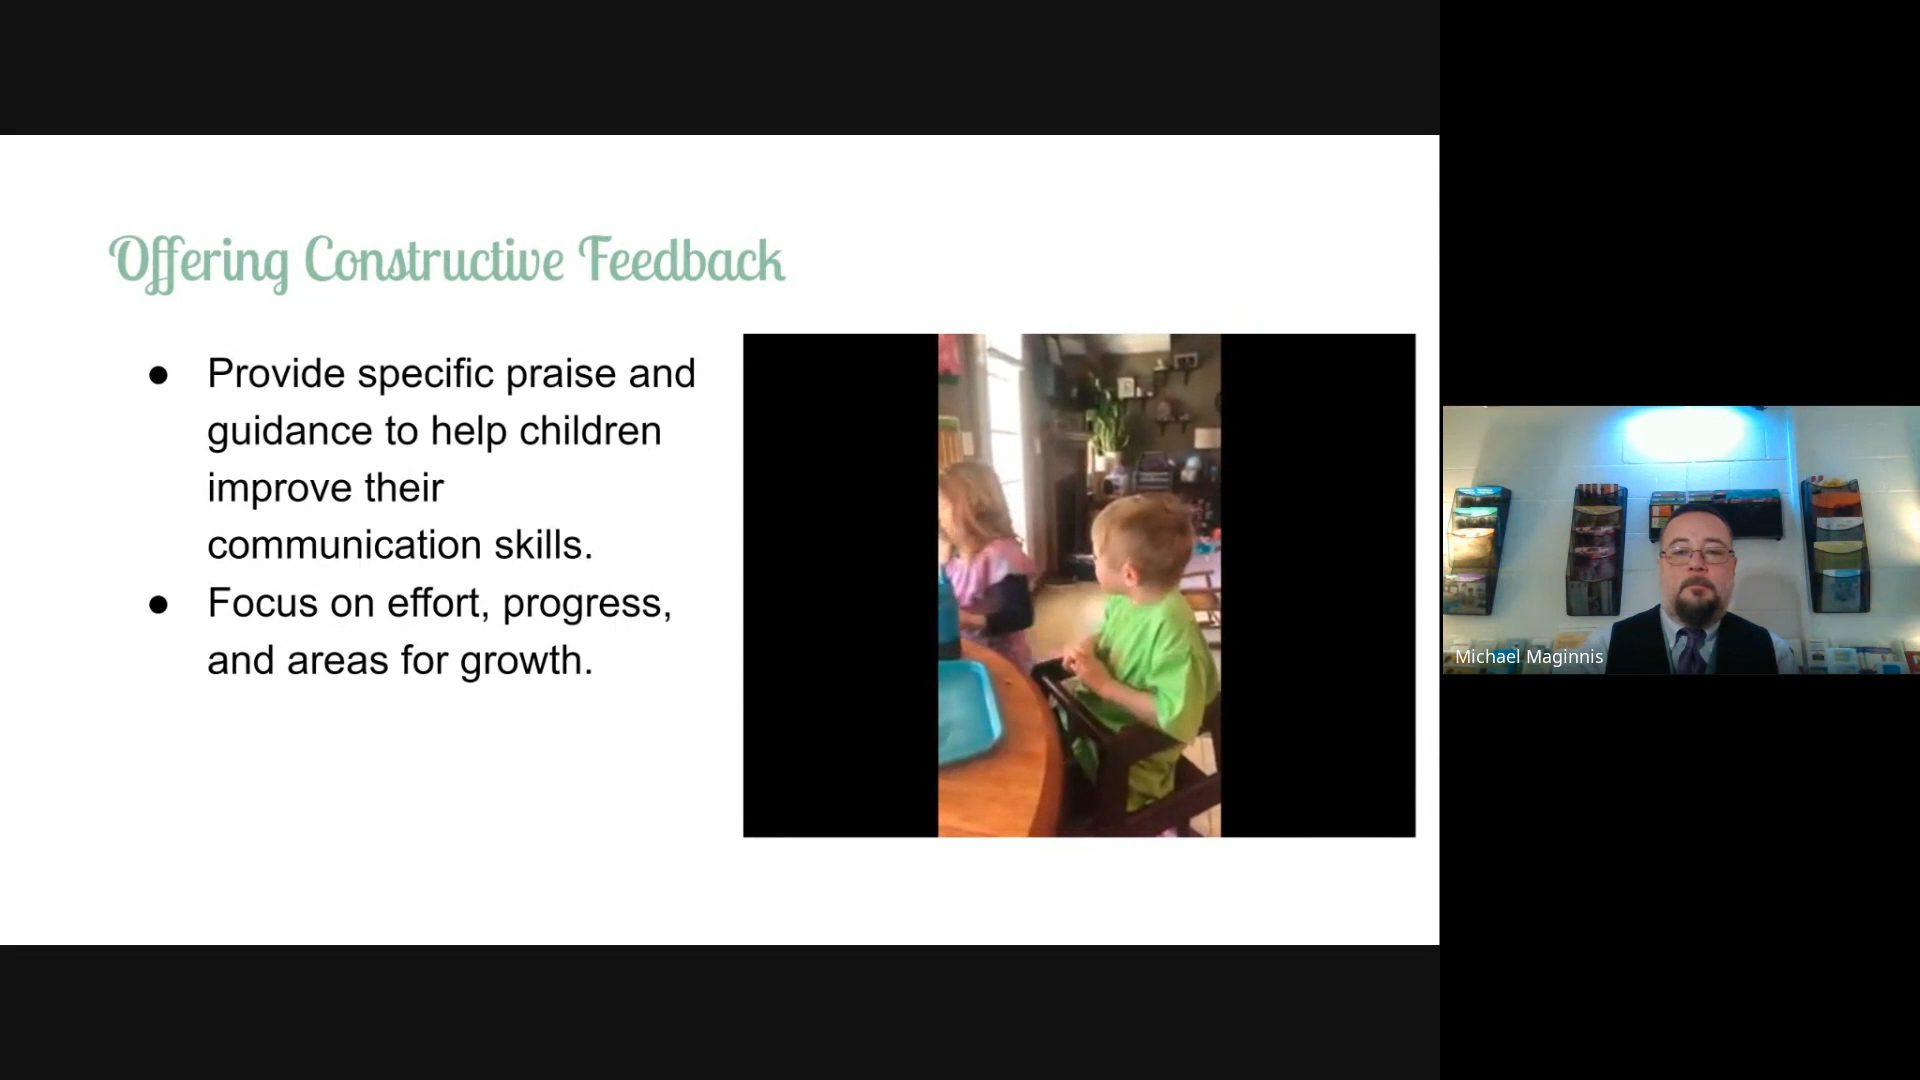 Offering Constructive Feedback
● Provide specific praise and
guidance to help children
improve their
communication skills.
● Focus on effort, progress,
and areas for growth.
Michael Maginnis